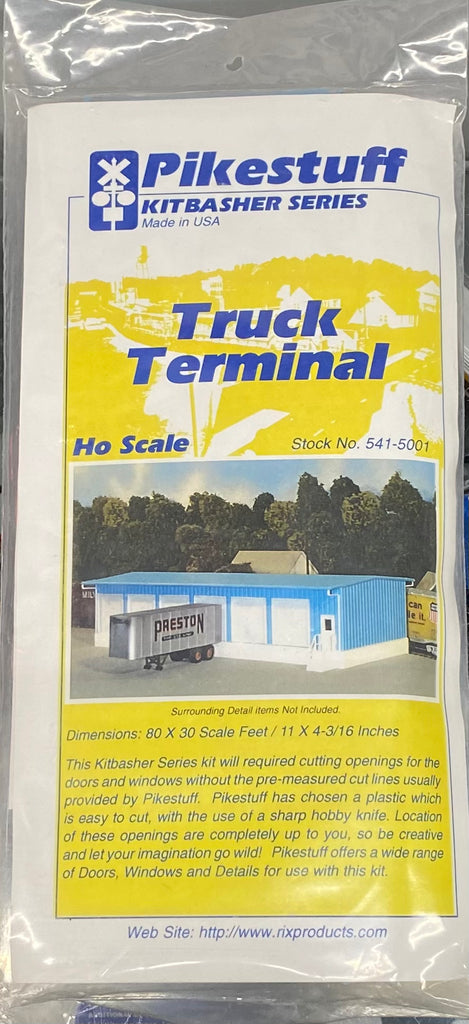 Pikestuff
KITBASHER SERIES
Made in USA
Truck
Terminal
Ho Scale
Stock No. 541-5001
PRESTON
Surrounding Detail items Not Included.
Dimensions: 80 X 30 Scale Feet / 11 X 4-3/16 Inches
This Kitbasher Series kit will required cutting openings for the
doors and windows without the pre-measured cut lines usually
provided by Pikestuff. Pikestuff has chosen a plastic which
is easy to cut, with the use of a sharp hobby knife. Location
of these openings are completely up to you, so be creative
and let your imagination go wild! Pikestuff offers a wide range
of Doors, Windows and Details for use with this kit.
Web Site: http://www.rixproducts.com